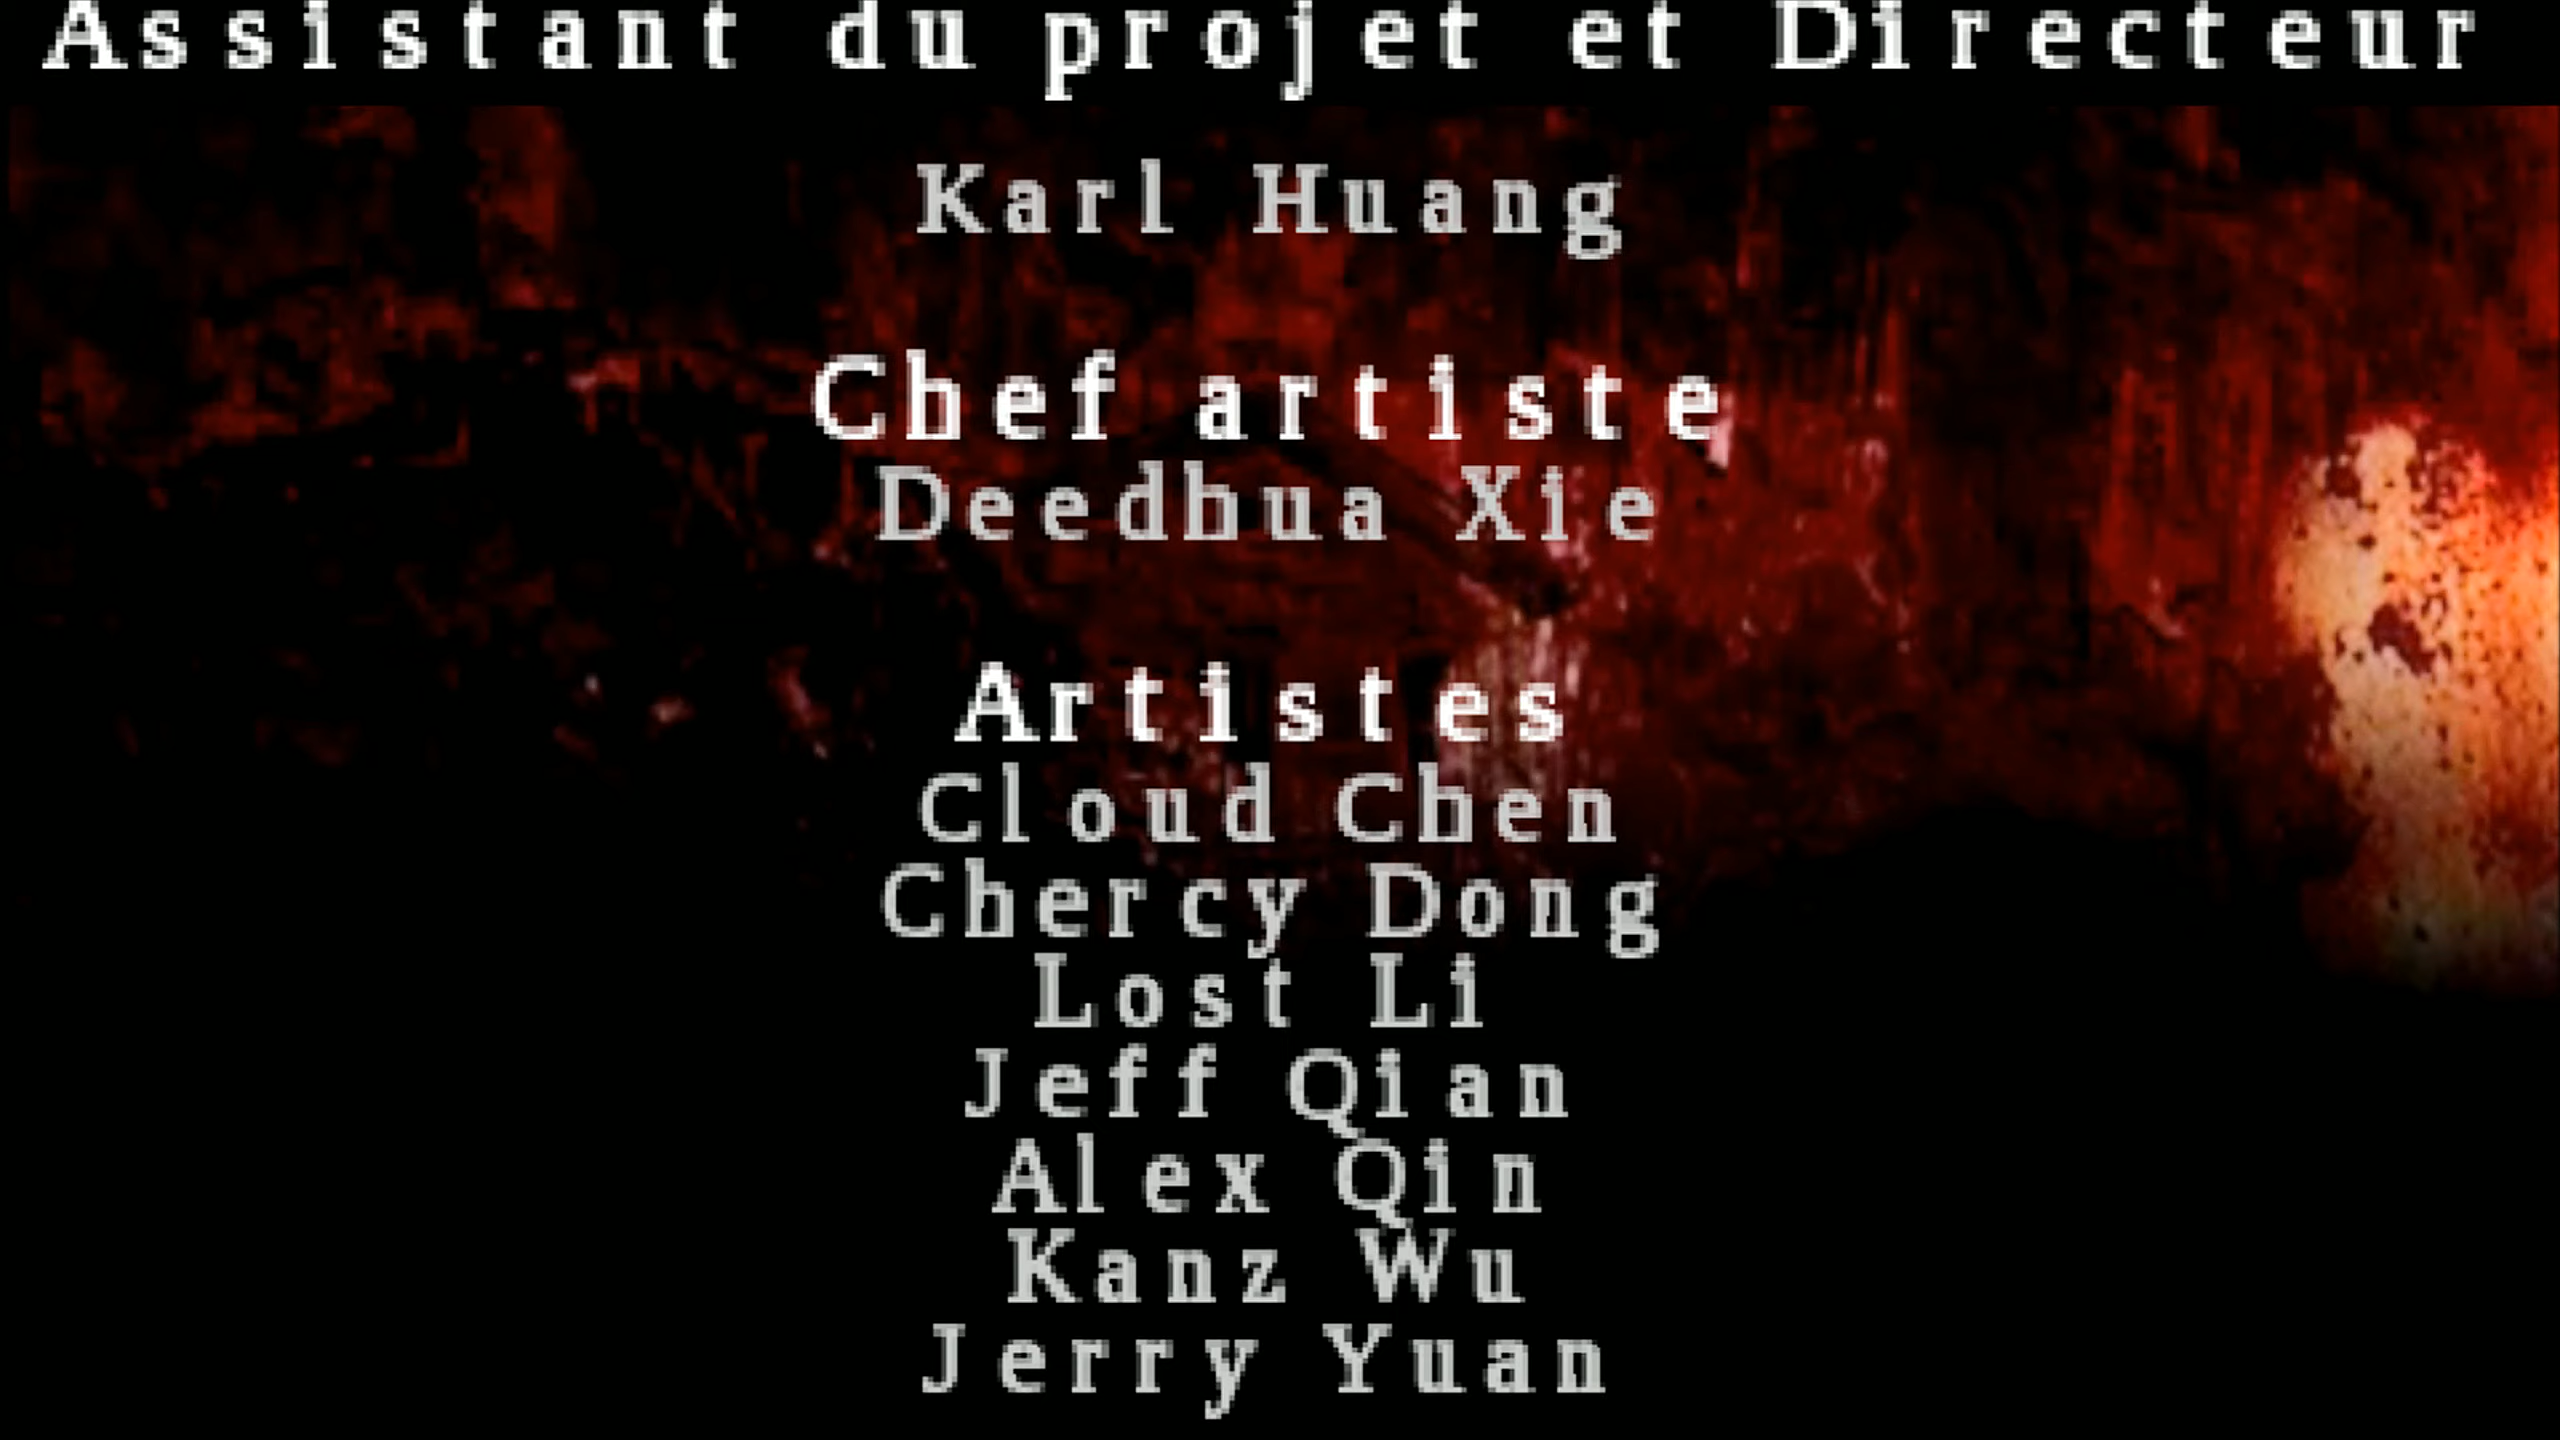 Assistant du projet et Directeur
Karl Huang
Chef artiste
Deedhua Xie
Artistes
Cloud Chen
Chercy Dong
Lost Li
Jeff Qian
Alex Qin
Kanz Wu
Jerry Yuan